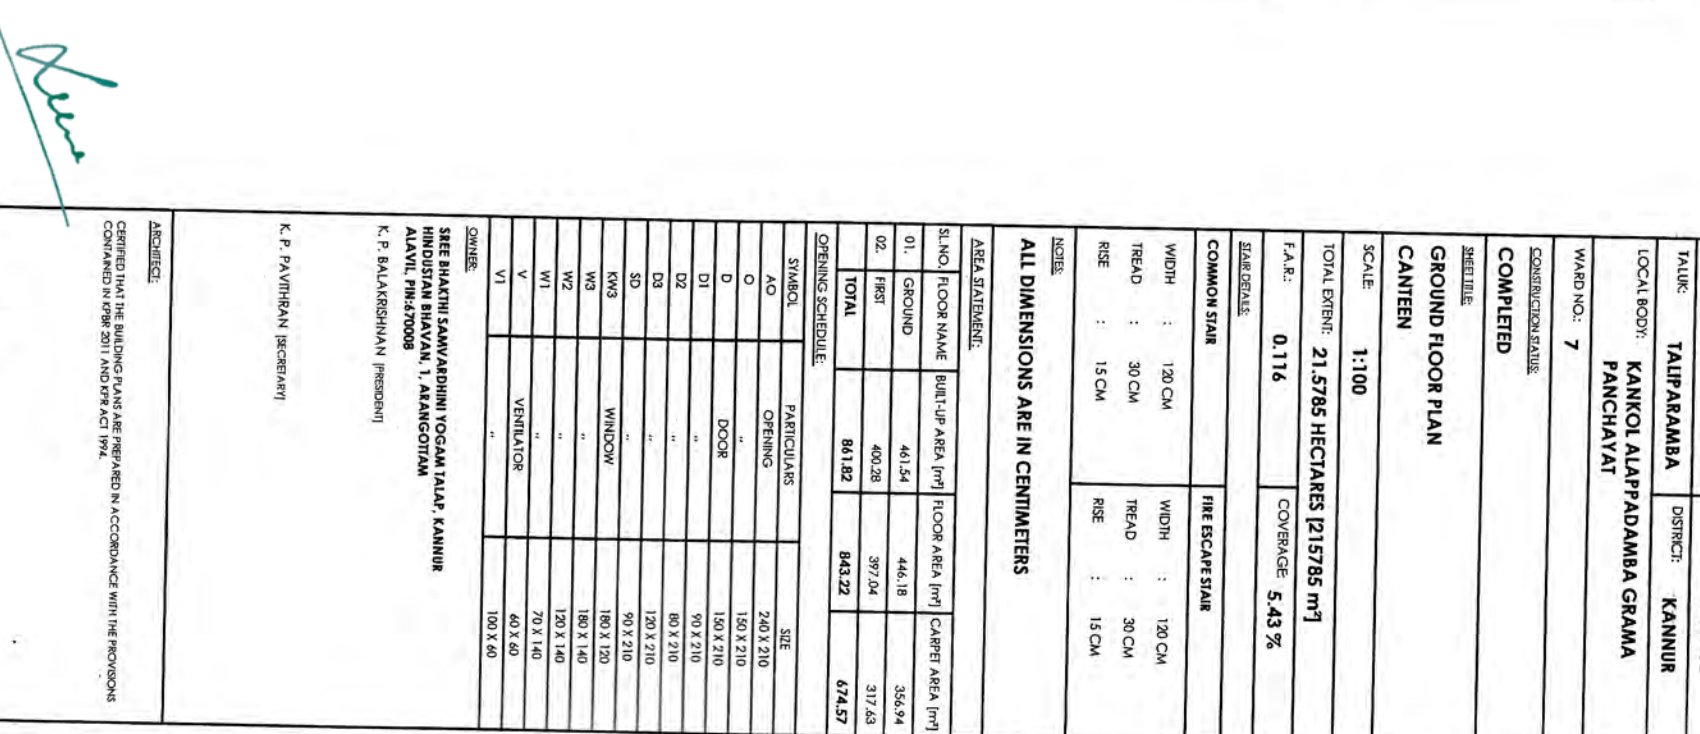 TALUK: TALIPARAMBA DISTRICT: KANNUR
LOCAL BODY: KANKOL ALAPPADAMBA GRAMA
PANCHAYAT
WARD NO.: 7
CONSTRUCTION STATUS:
COMPLETED
SHEET TITLE:
GROUND FLOOR PLAN
CANTEEN
SCALE: 1:100
TOTAL EXTENT: 21.5785 HECTARES [215785 m²]
F.A.R.: 0.116 COVERAGE: 5.43 %
STAIR DETAILS:
COMMON STAIR FIRE ESCAPE STAIR
WIDTH : 120 CM WIDTH : 120 CM
TREAD : 30 CM TREAD : 30 CM
RISE : 15 CM RISE : 15 CM
NOTES:
ALL DIMENSIONS ARE IN CENTIMETERS
AREA STATEMENT:
SL.NO. FLOOR NAME BUILT-UP AREA [m²] FLOOR AREA [m²] CARPET AREA [m²]
01. GROUND 461.54 446.18 356.94
02. FIRST 400.28 397.04 317.63
TOTAL 861.82 843.22 674.57
OPENING SCHEDULE:
SYMBOL PARTICULARS SIZE
AO OPENING 240 X 210
O ,, 150 X 210
D DOOR 150 X 210
D1 ,, 90 X 210
D2 ,, 80 X 210
D3 ,, 120 X 210
SD ,, 90 X 210
KW3 WINDOW 180 X 120
W3 ,, 180 X 140
W2 ,, 120 X 140
W1 ,, 70 X 140
V VENTILATOR 60 X 60
V1 ,, 100 X 60
OWNER:
SREE BHAKTHI SAMVARDHINI YOGAM TALAP, KANNUR
HINDUSTAN BHAVAN, 1, ARANGOTTAM
ALAVIL, PIN:670008
K. P. BALAKRISHNAN [PRESIDENT]
K. P. PAVITHRAN [SECRETARY]
ARCHITECT:
CERTIFIED THAT THE BUILDING PLANS ARE PREPARED IN ACCORDANCE WITH THE PROVISIONS
CONTAINED IN KPBR 2011 AND KPR ACT 1994.